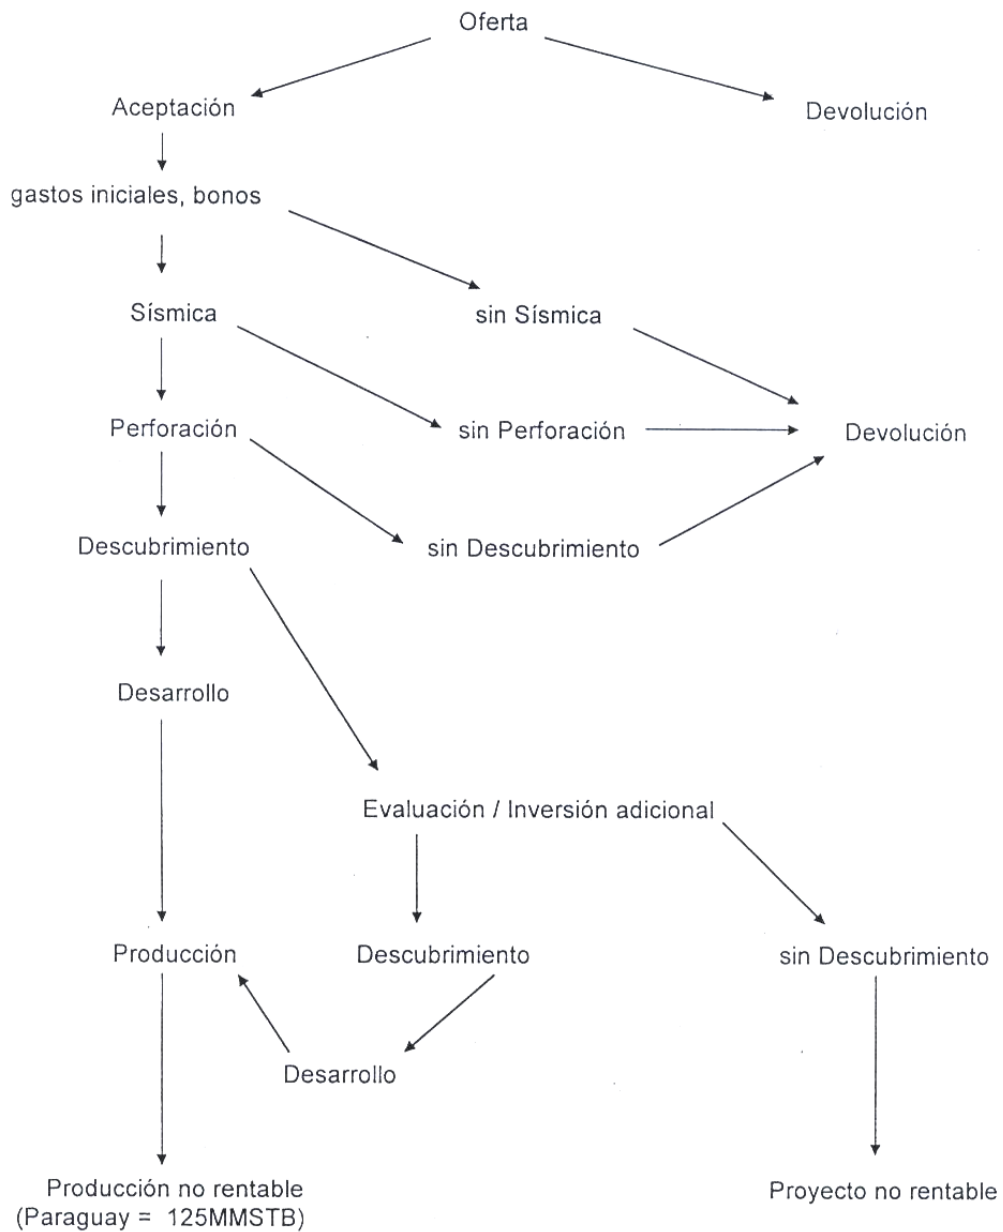 Oferta
Aceptación
Devolución
gastos iniciales, bonos
Sísmica
sin Sísmica
Perforación
sin Perforación
Devolución
Descubrimiento
sin Descubrimiento
Desarrollo
Evaluación / Inversión adicional
Producción
Descubrimiento
sin Descubrimiento
Desarrollo
Producción no rentable
(Paraguay = 125MMSTB)
Proyecto no rentable